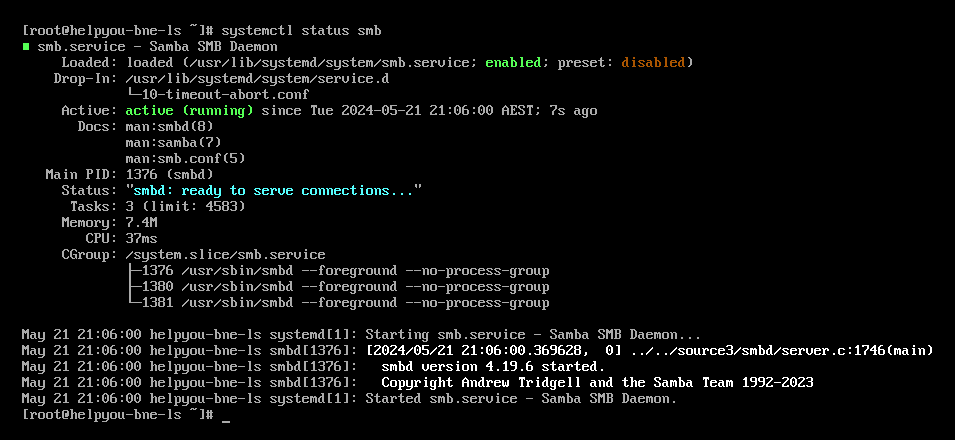 [root@helpyou-bne-ls ~]# systemctl status smb
■ smb.service - Samba SMB Daemon
     Loaded: loaded (/usr/lib/systemd/system/smb.service; enabled; preset: disabled)
    Drop-In: /usr/lib/systemd/system/service.d
             └─10-timeout-abort.conf
     Active: active (running) since Tue 2024-05-21 21:06:00 AEST; 7s ago
       Docs: man:smbd(8)
             man:samba(7)
             man:smb.conf(5)
   Main PID: 1376 (smbd)
     Status: "smbd: ready to serve connections..."
      Tasks: 3 (limit: 4583)
     Memory: 7.4M
        CPU: 37ms
     CGroup: /system.slice/smb.service
             ├─1376 /usr/sbin/smbd --foreground --no-process-group
             ├─1380 /usr/sbin/smbd --foreground --no-process-group
             └─1381 /usr/sbin/smbd --foreground --no-process-group

May 21 21:06:00 helpyou-bne-ls systemd[1]: Starting smb.service - Samba SMB Daemon...
May 21 21:06:00 helpyou-bne-ls smbd[1376]: [2024/05/21 21:06:00.369628,  0] ../../source3/smbd/server.c:1746(main)
May 21 21:06:00 helpyou-bne-ls smbd[1376]:   smbd version 4.19.6 started.
May 21 21:06:00 helpyou-bne-ls smbd[1376]:   Copyright Andrew Tridgell and the Samba Team 1992-2023
May 21 21:06:00 helpyou-bne-ls systemd[1]: Started smb.service - Samba SMB Daemon.
[root@helpyou-bne-ls ~]# _